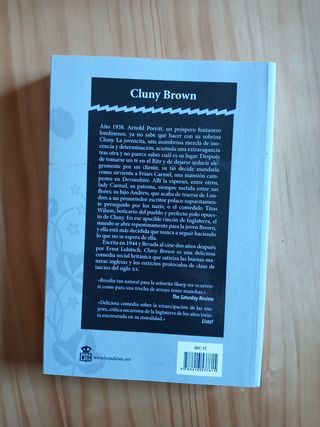 Cluny Brown
Año 1938. Arnold Porritt, un próspero fontanero
londinense, ya no sabe qué hacer con su sobrina
Cluny. La jovencita, una asombrosa mezcla de ino-
cencia y determinación, acumula una extravagancia
tras otra y no parece saber cuál es su lugar. Después
de tomarse un té en el Ritz y de dejarse seducir ale-
gremente por un cliente, su tío decide mandarla
como sirvienta a Friars Carmel, una mansión cam-
pestre en Devonshire. Allí la esperan, entre otros,
lady Carmel, su patrona, siempre metida entre sus
flores; su hijo Andrew, que acaba de traerse de Lon-
dres a un prometedor escritor polaco supuestamen-
te perseguido por los nazis; o el comedido Titus
Wilson, boticario del pueblo y perfecto polo opues-
to de Cluny. En ese apacible rincón de Inglaterra, el
mundo se abre repentinamente para la joven Brown,
y ella está más decidida que nunca a seguir haciendo
lo que no se espera de ella.
Escrita en 1944 y llevada al cine dos años después
por Ernst Lubitsch, Cluny Brown es una deliciosa
comedia social británica que satiriza las buenas ma-
neras inglesas y los estrictos protocolos de clase de
inicios del siglo XX.
«Resulta tan natural para la señorita Sharp ser ocurren-
te como para una trucha de arroyo tener manchas.»
The Saturday Review
«Deliciosa comedia sobre la emancipación de las mu-
jeres, crítica socarrona de la Inglaterra de los años trein-
ta encorsetada en su moralidad.»
Livres
www.hojadelata.net
IBIC: FC